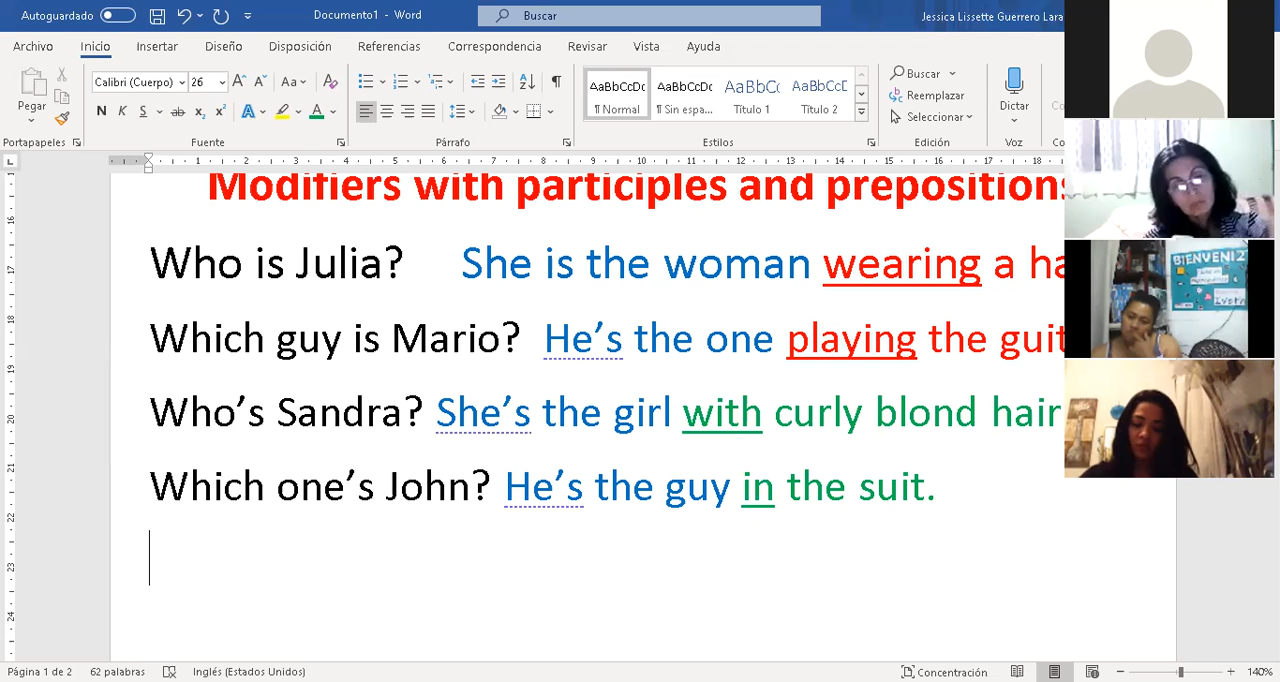 Autoguardado Documento1 - Word Buscar Jessica Lissette Guerrero Lara
Archivo Inicio Insertar Diseño Disposición Referencias Correspondencia Revisar Vista Ayuda
Pegar Calibri (Cuerpo) 26 AaBbCcDc AaBbCcDc AaBbCc AaBbCcD Buscar Reemplazar Seleccionar Dictar
N K S ab ¶ Normal ¶ Sin espa... Título 1 Título 2
Portapapeles Fuente Párrafo Estilos Edición Voz
Modifiers with participles and prepositions
Who is Julia? She is the woman wearing a
Which guy is Mario? He's the one playing the
Who's Sandra? She's the girl with curly blond hair
Which one's John? He's the guy in the suit.
BIENVENI2
Página 1 de 2 62 palabras Inglés (Estados Unidos) Concentración 140%